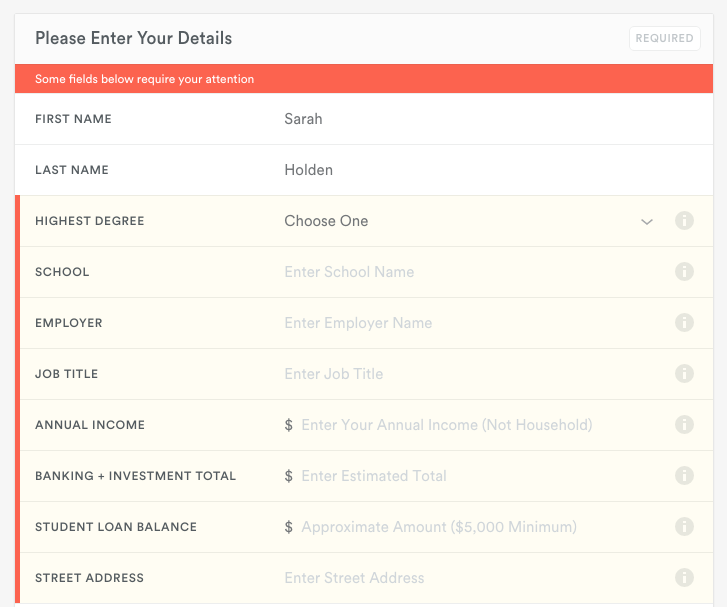 Please Enter Your Details REQUIRED
Some fields below require your attention
FIRST NAME Sarah
LAST NAME Holden
HIGHEST DEGREE Choose One
SCHOOL Enter School Name
EMPLOYER Enter Employer Name
JOB TITLE Enter Job Title
ANNUAL INCOME $ Enter Your Annual Income (Not Household)
BANKING + INVESTMENT TOTAL $ Enter Estimated Total
STUDENT LOAN BALANCE $ Approximate Amount ($5,000 Minimum)
STREET ADDRESS Enter Street Address